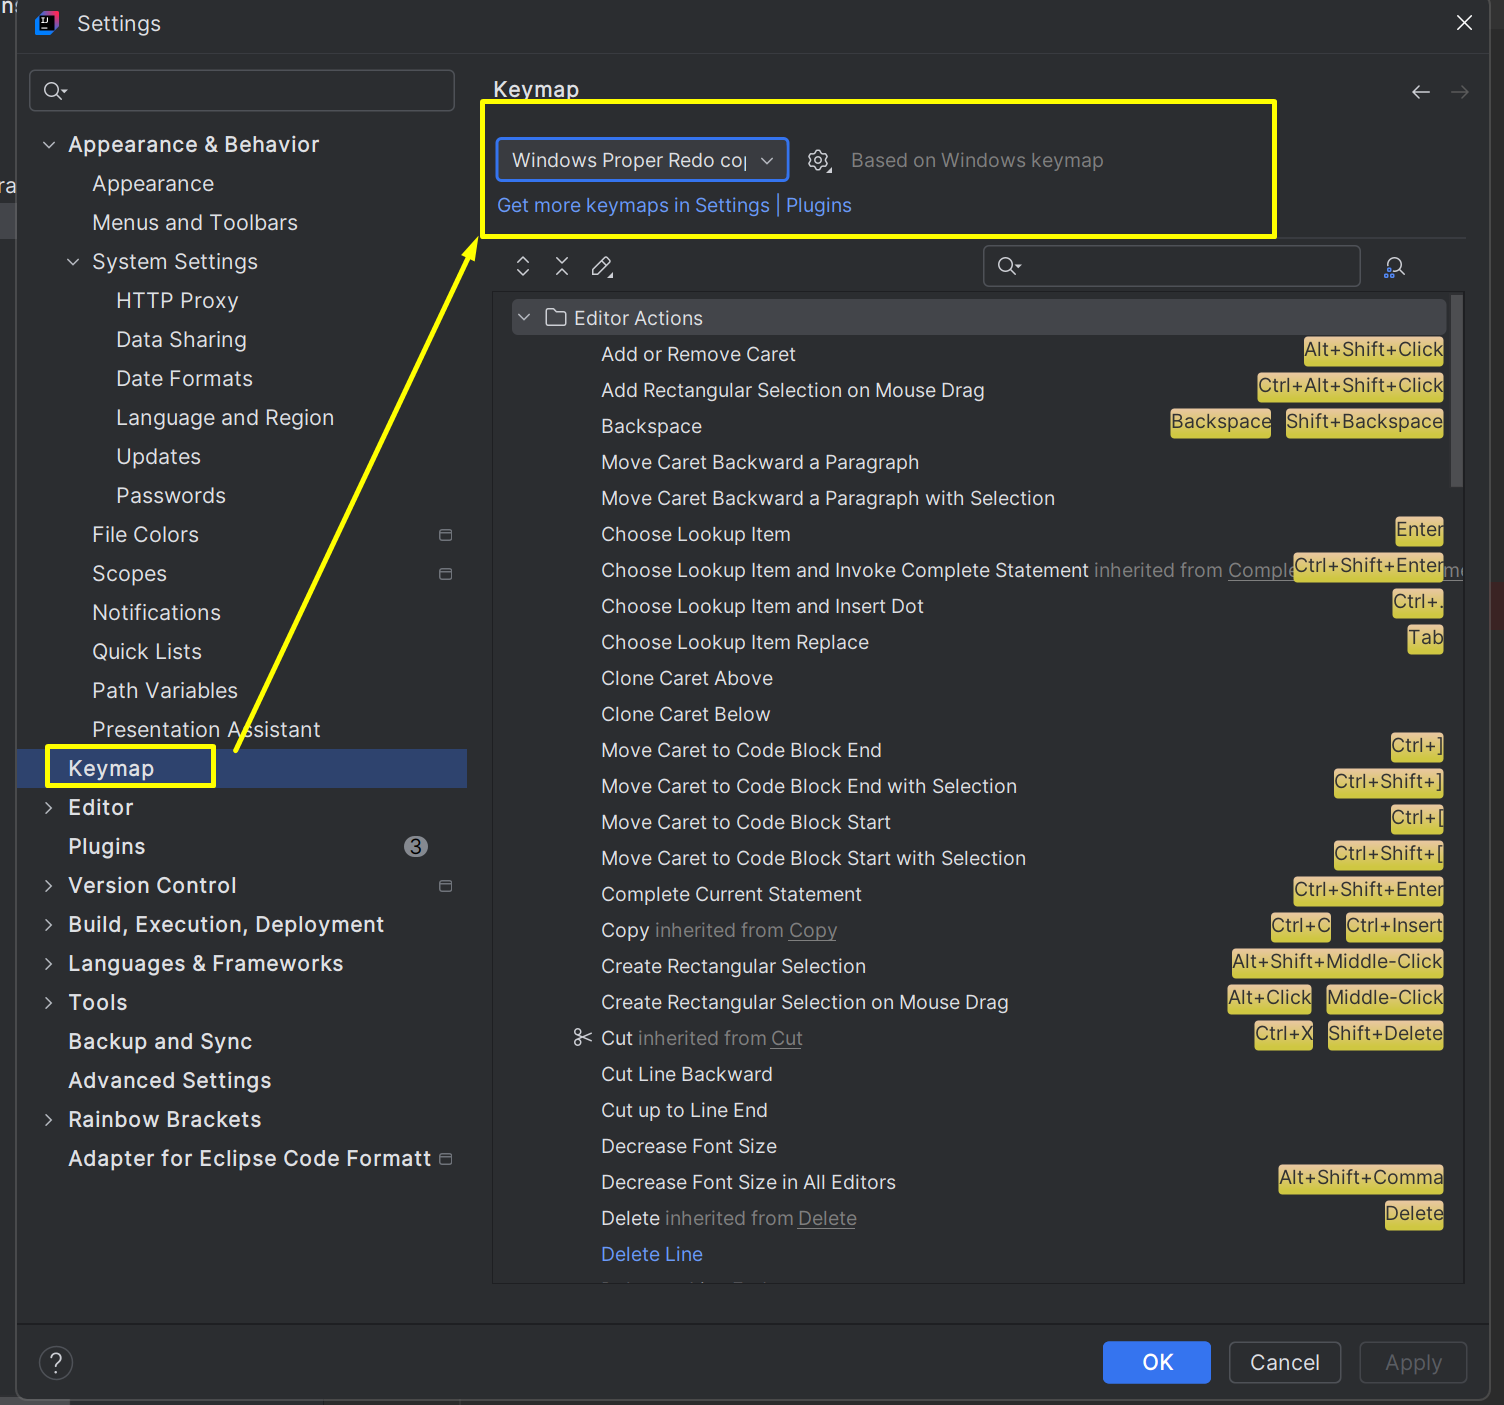 Settings
Appearance & Behavior
Appearance
Menus and Toolbars
System Settings
HTTP Proxy
Data Sharing
Date Formats
Language and Region
Updates
Passwords
File Colors
Scopes
Notifications
Quick Lists
Path Variables
Presentation Assistant
Keymap
Editor
Plugins 3
Version Control
Build, Execution, Deployment
Languages & Frameworks
Tools
Backup and Sync
Advanced Settings
Rainbow Brackets
Adapter for Eclipse Code Formatt
Keymap
Windows Proper Redo cop Based on Windows keymap
Get more keymaps in Settings | Plugins
Editor Actions
Add or Remove Caret Alt+Shift+Click
Add Rectangular Selection on Mouse Drag Ctrl+Alt+Shift+Click
Backspace Backspace Shift+Backspace
Move Caret Backward a Paragraph
Move Caret Backward a Paragraph with Selection
Choose Lookup Item Enter
Choose Lookup Item and Invoke Complete Statement inherited from Comple Ctrl+Shift+Enter
Choose Lookup Item and Insert Dot Ctrl+.
Choose Lookup Item Replace Tab
Clone Caret Above
Clone Caret Below
Move Caret to Code Block End Ctrl+]
Move Caret to Code Block End with Selection Ctrl+Shift+]
Move Caret to Code Block Start Ctrl+[
Move Caret to Code Block Start with Selection Ctrl+Shift+[
Complete Current Statement Ctrl+Shift+Enter
Copy inherited from Copy Ctrl+C Ctrl+Insert
Create Rectangular Selection Alt+Shift+Middle-Click
Create Rectangular Selection on Mouse Drag Alt+Click Middle-Click
Cut inherited from Cut Ctrl+X Shift+Delete
Cut Line Backward
Cut up to Line End
Decrease Font Size
Decrease Font Size in All Editors Alt+Shift+Comma
Delete inherited from Delete Delete
Delete Line
? OK Cancel Apply